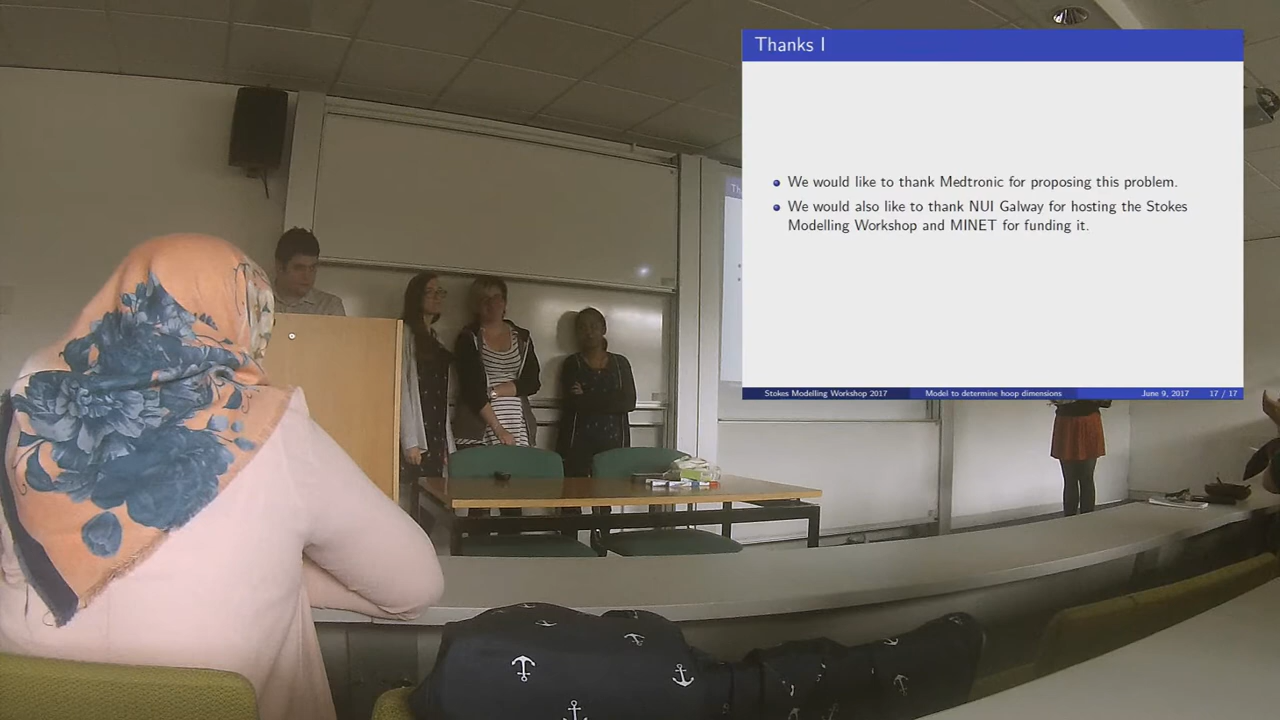 Thanks I
We would like to thank Medtronic for proposing this problem.
We would also like to thank NUI Galway for hosting the Stokes
Modelling Workshop and MINET for funding it.
Stokes Modelling Workshop 2017 Model to determine hoop dimensions June 9, 2017 17 / 17
Th